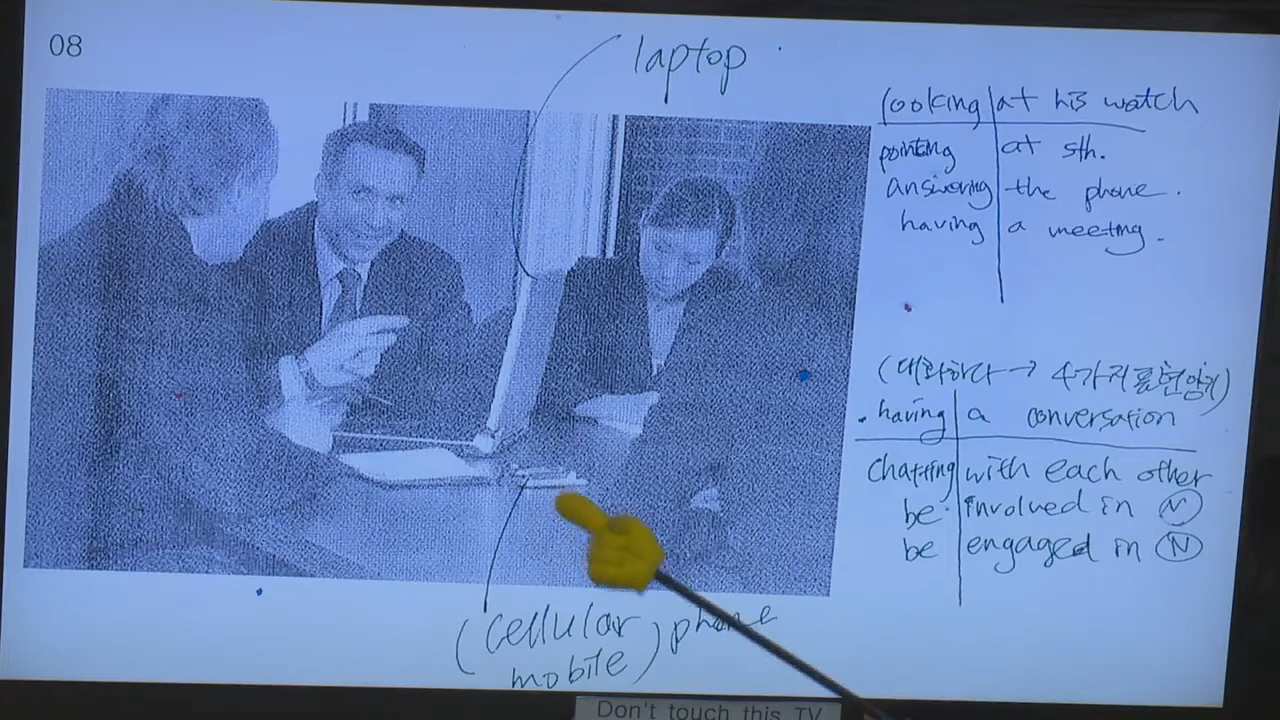 08
laptop
looking at his watch
pointing at sth.
answering the phone.
having a meeting.
(대화하다 → 4가지 표현 암기)
. having a conversation
chatting with each other
be involved in N
be engaged in N
(cellular
mobile) phone
Don't touch this TV